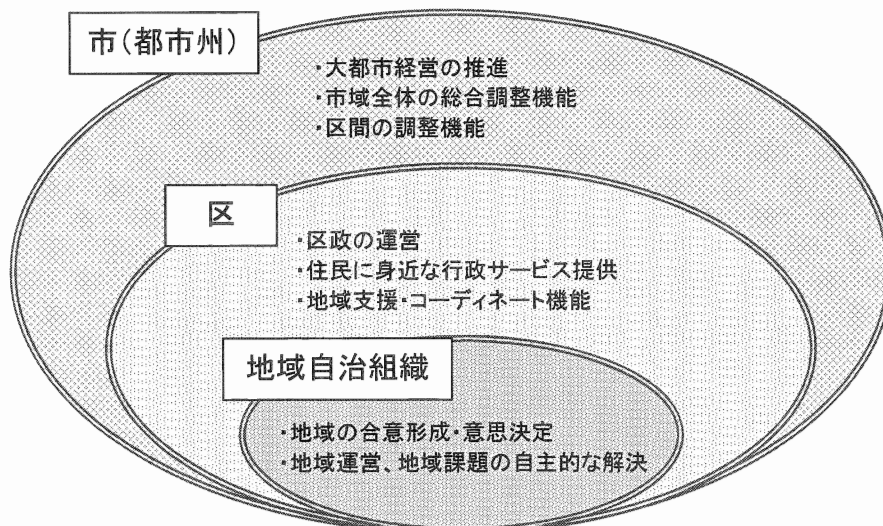 市(都市州)
・大都市経営の推進
・市域全体の総合調整機能
・区間の調整機能
区
・区政の運営
・住民に身近な行政サービス提供
・地域支援・コーディネート機能
地域自治組織
・地域の合意形成・意思決定
・地域運営、地域課題の自主的な解決